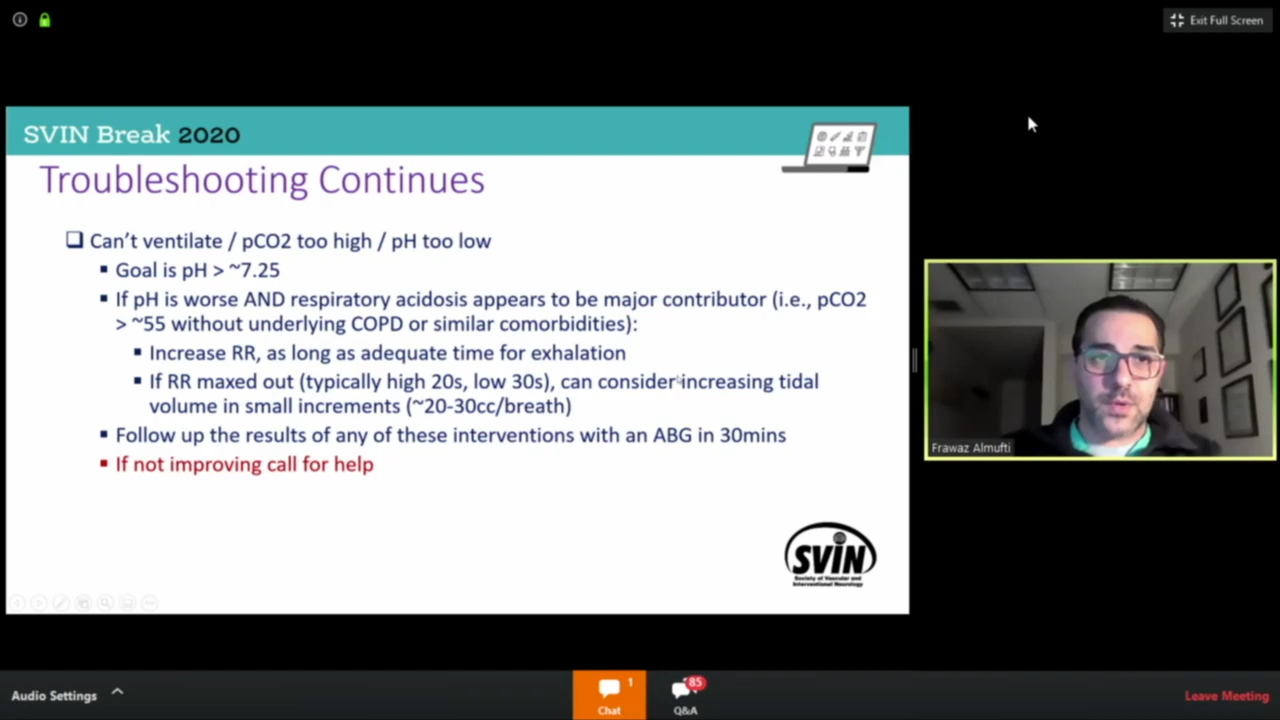 Exit Full Screen
SVIN Break 2020
Troubleshooting Continues
Can't ventilate / pCO2 too high / pH too low
Goal is pH > ~7.25
If pH is worse AND respiratory acidosis appears to be major contributor (i.e., pCO2
> ~55 without underlying COPD or similar comorbidities):
Increase RR, as long as adequate time for exhalation
If RR maxed out (typically high 20s, low 30s), can consider increasing tidal
volume in small increments (~20-30cc/breath)
Follow up the results of any of these interventions with an ABG in 30mins
If not improving call for help
Frawaz Almufti
SVIN
Society of Vascular and
Interventional Neurology
Audio Settings
1
Chat
85
Q&A
Leave Meeting